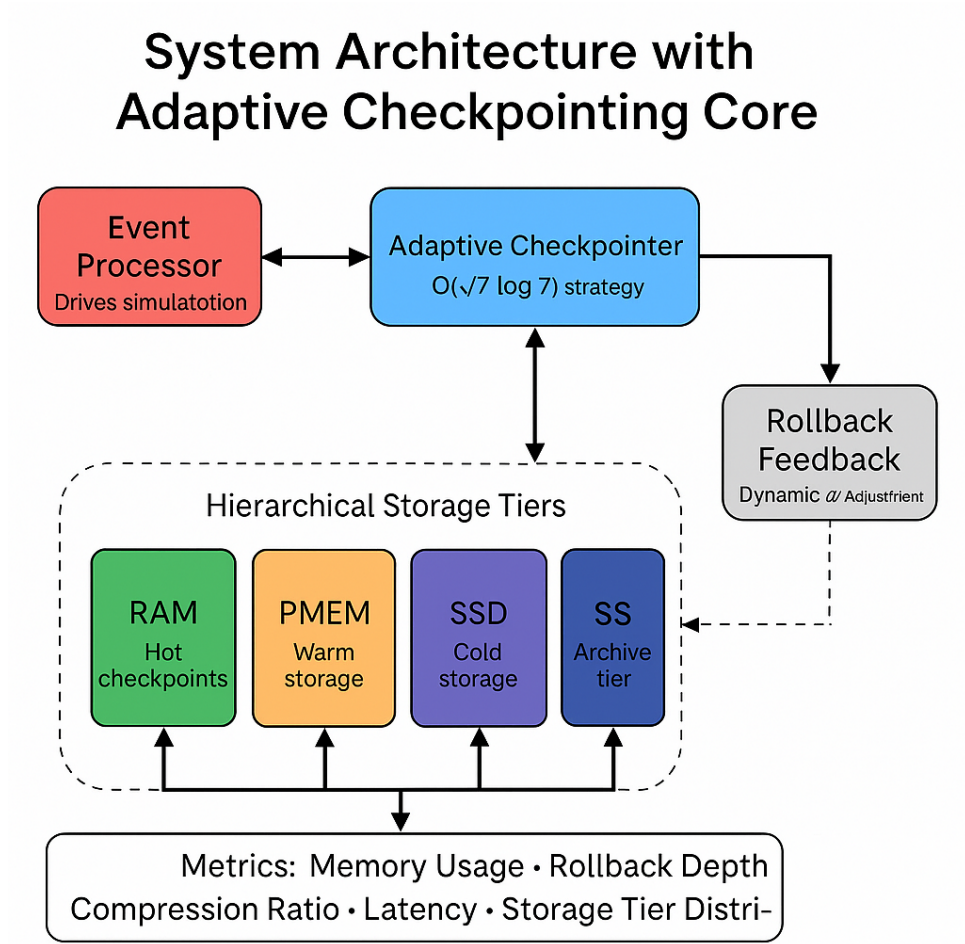 System Architecture with
Adaptive Checkpointing Core
Event
Processor
Drives simulatotion
Adaptive Checkpointer
O(√7 log 7) strategy
Rollback
Feedback
Dynamic α Adjustfrient
Hierarchical Storage Tiers
RAM
Hot
checkpoints
PMEM
Warm
storage
SSD
Cold
storage
SS
Archive
tier
Metrics: Memory Usage • Rollback Depth
Compression Ratio • Latency • Storage Tier Distri-